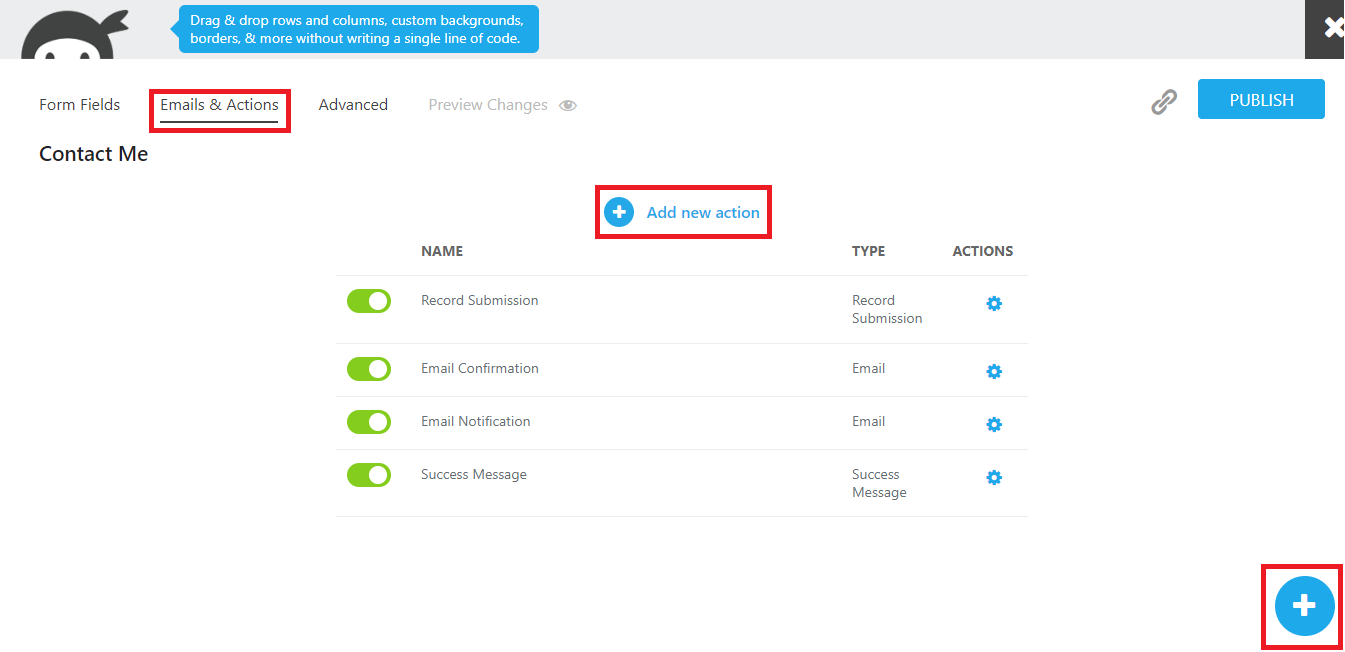 Drag & drop rows and columns, custom backgrounds,
borders, & more without writing a single line of code.
Form Fields
Emails & Actions
Advanced
Preview Changes
PUBLISH
Contact Me
Add new action
NAME TYPE ACTIONS
Record Submission Record
Submission
Email Confirmation Email
Email Notification Email
Success Message Success
Message